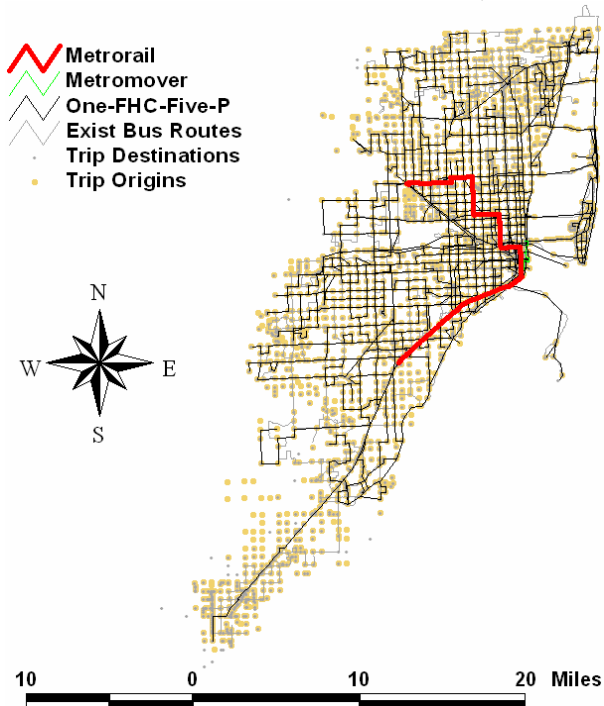 Metrorail
Metromover
One-FHC-Five-P
Exist Bus Routes
Trip Destinations
Trip Origins
N
W E
S
10 0 10 20 Miles